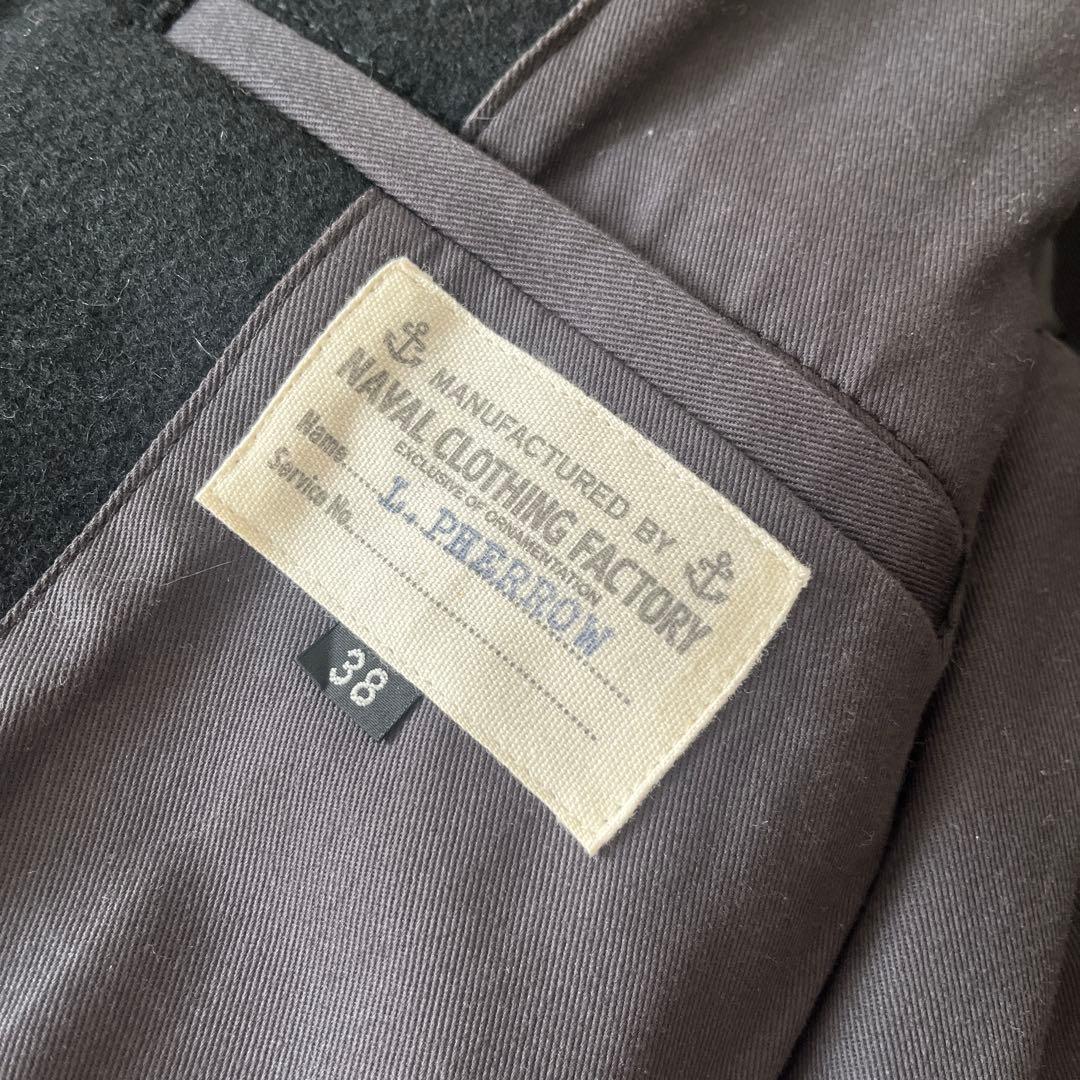 MANUFACTURED BY
NAVAL CLOTHING FACTORY
EXCLUSIVE OF ORNAMENTATION
Name L. PHERROW
Service No.
38